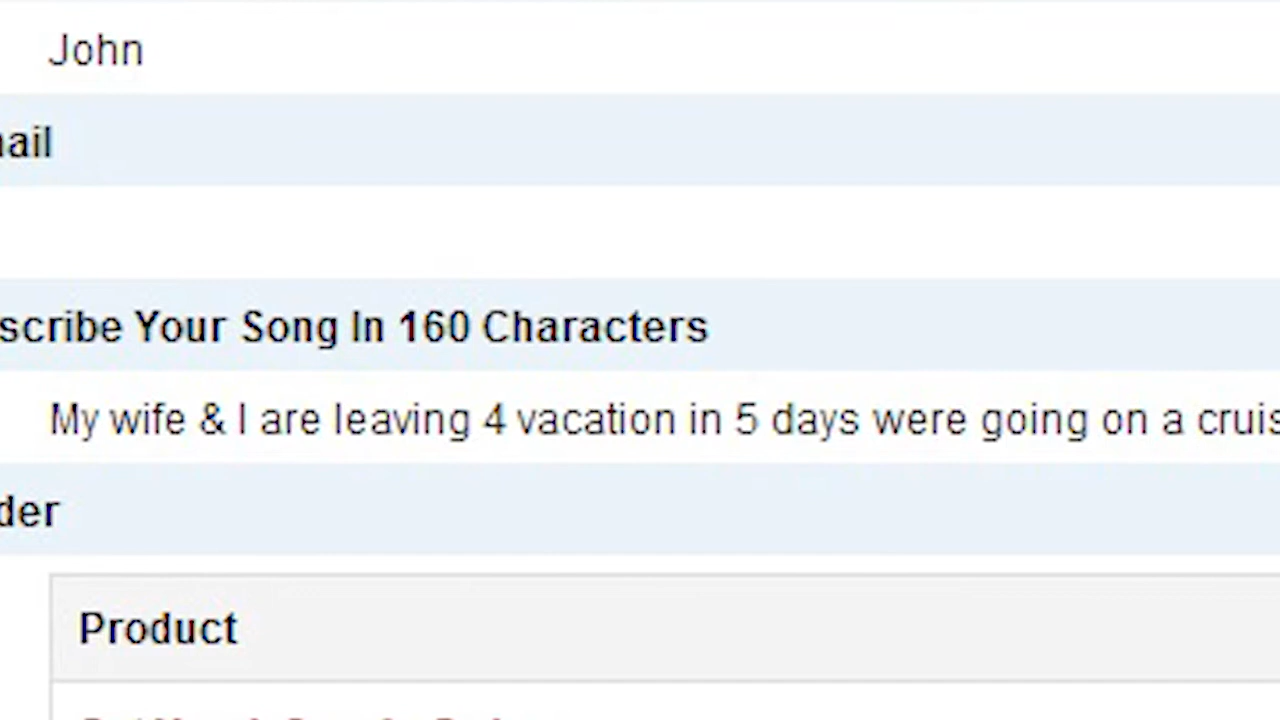 John
ail
scribe Your Song In 160 Characters
My wife & I are leaving 4 vacation in 5 days were going on a cruis
der
Product